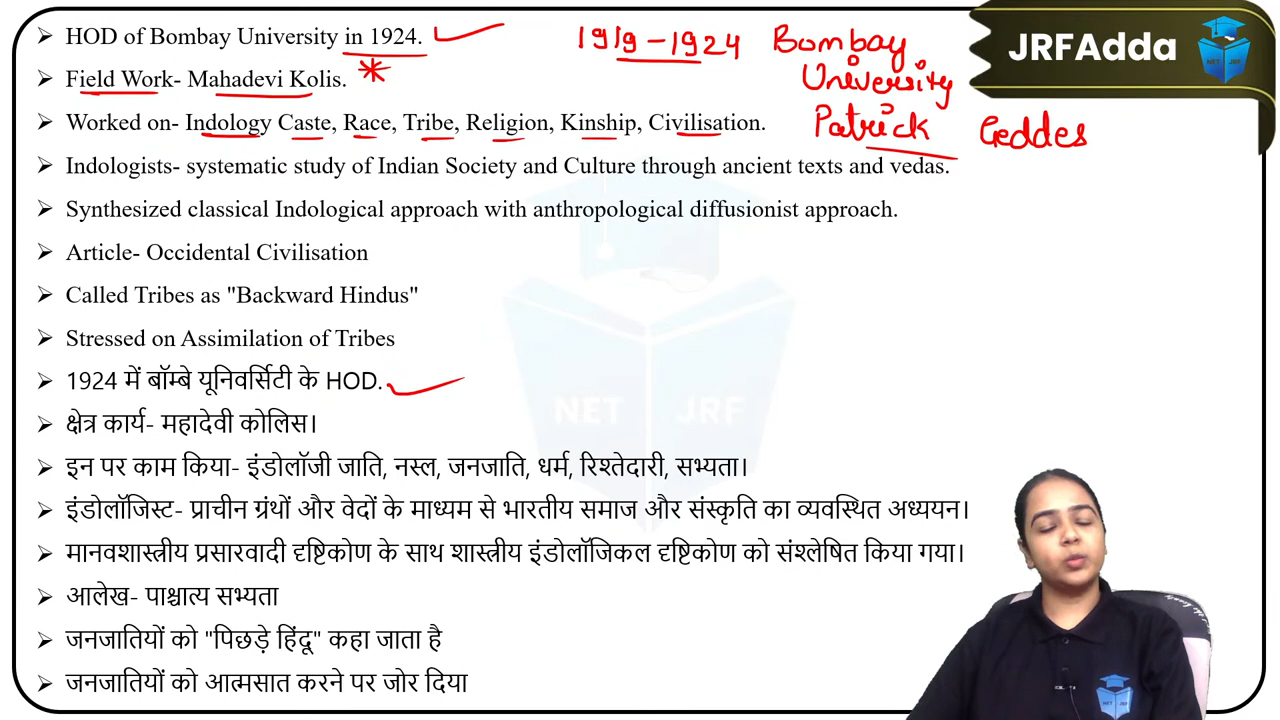 ➢ HOD of Bombay University in 1924.
1919 – 1924 Bombay University
Patrick Geddes
JRFAdda
NET JRF
➢ Field Work- Mahadevi Kolis. *
➢ Worked on- Indology Caste, Race, Tribe, Religion, Kinship, Civilisation.
➢ Indologists- systematic study of Indian Society and Culture through ancient texts and vedas.
➢ Synthesized classical Indological approach with anthropological diffusionist approach.
➢ Article- Occidental Civilisation
➢ Called Tribes as "Backward Hindus"
➢ Stressed on Assimilation of Tribes
➢ 1924 में बॉम्बे यूनिवर्सिटी के HOD.
NET JRF
➢ क्षेत्र कार्य- महादेवी कोलिस।
➢ इन पर काम किया- इंडोलॉजी जाति, नस्ल, जनजाति, धर्म, रिश्तेदारी, सभ्यता।
➢ इंडोलॉजिस्ट- प्राचीन ग्रंथों और वेदों के माध्यम से भारतीय समाज और संस्कृति का व्यवस्थित अध्ययन।
➢ मानवशास्त्रीय प्रसारवादी दृष्टिकोण के साथ शास्त्रीय इंडोलॉजिकल दृष्टिकोण को संश्लेषित किया गया।
➢ आलेख- पाश्चात्य सभ्यता
➢ जनजातियों को "पिछड़े हिंदू" कहा जाता है
➢ जनजातियों को आत्मसात करने पर जोर दिया